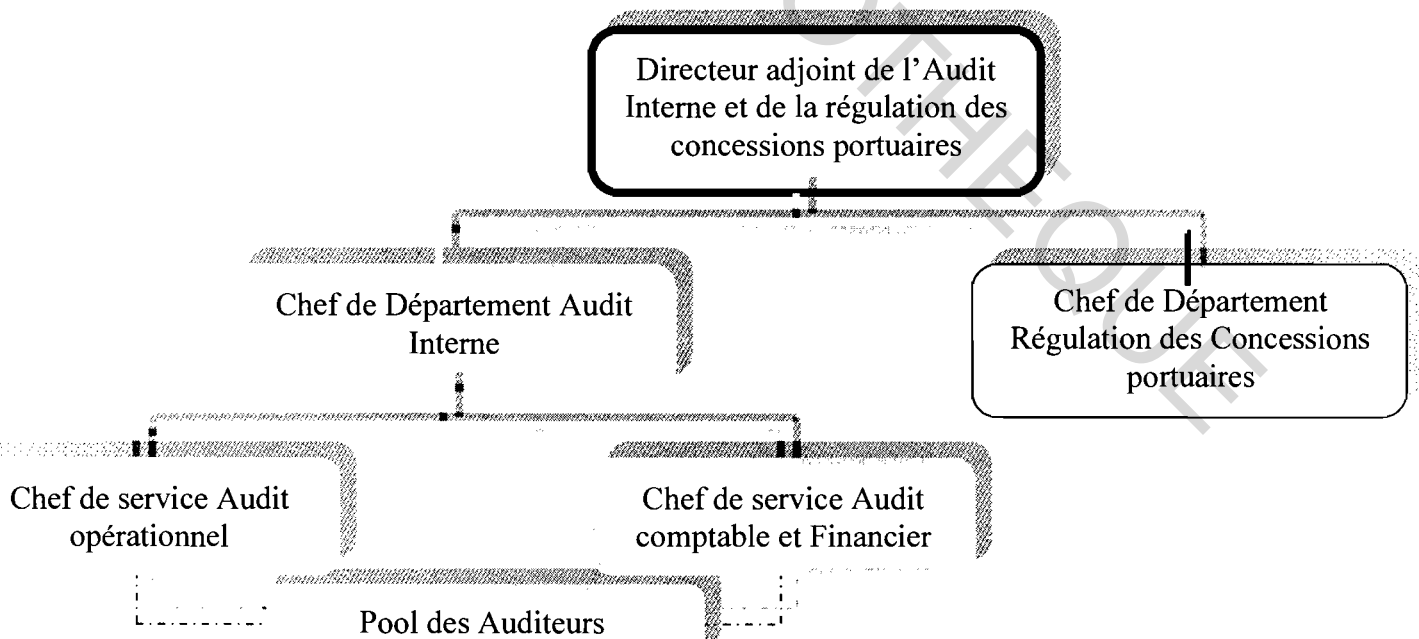 Directeur adjoint de l'Audit
Interne et de la régulation des
concessions portuaires
Chef de Département Audit
Interne
Chef de Département
Régulation des Concessions
portuaires
Chef de service Audit
opérationnel
Chef de service Audit
comptable et Financier
Pool des Auditeurs